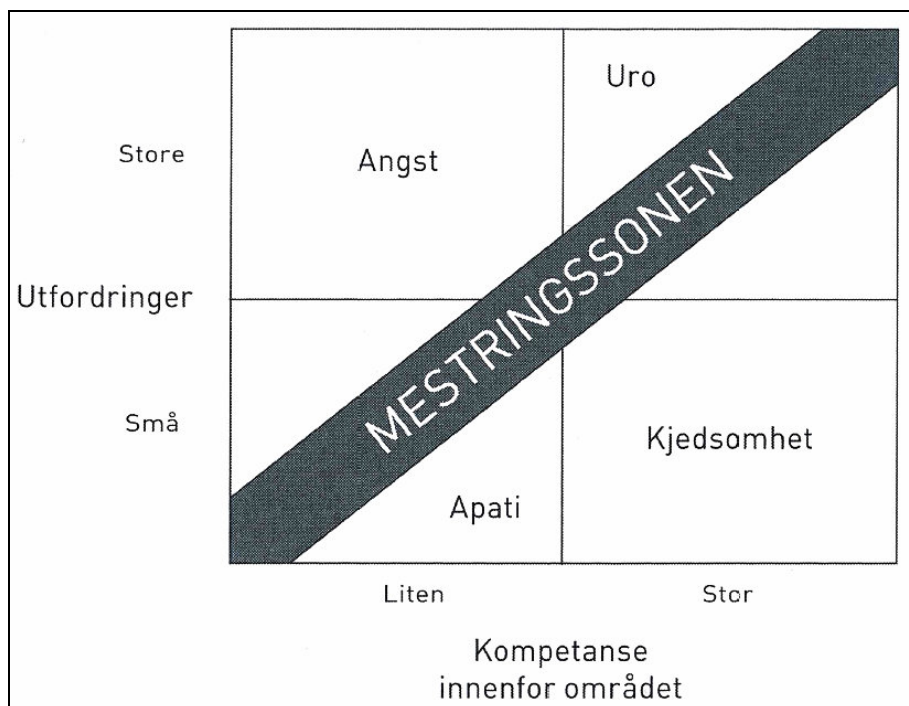 Uro
Store
Angst
MESTRINGSSONEN
Utfordringer
Små
Kjedsomhet
Apati
Liten
Stor
Kompetanse
innenfor området